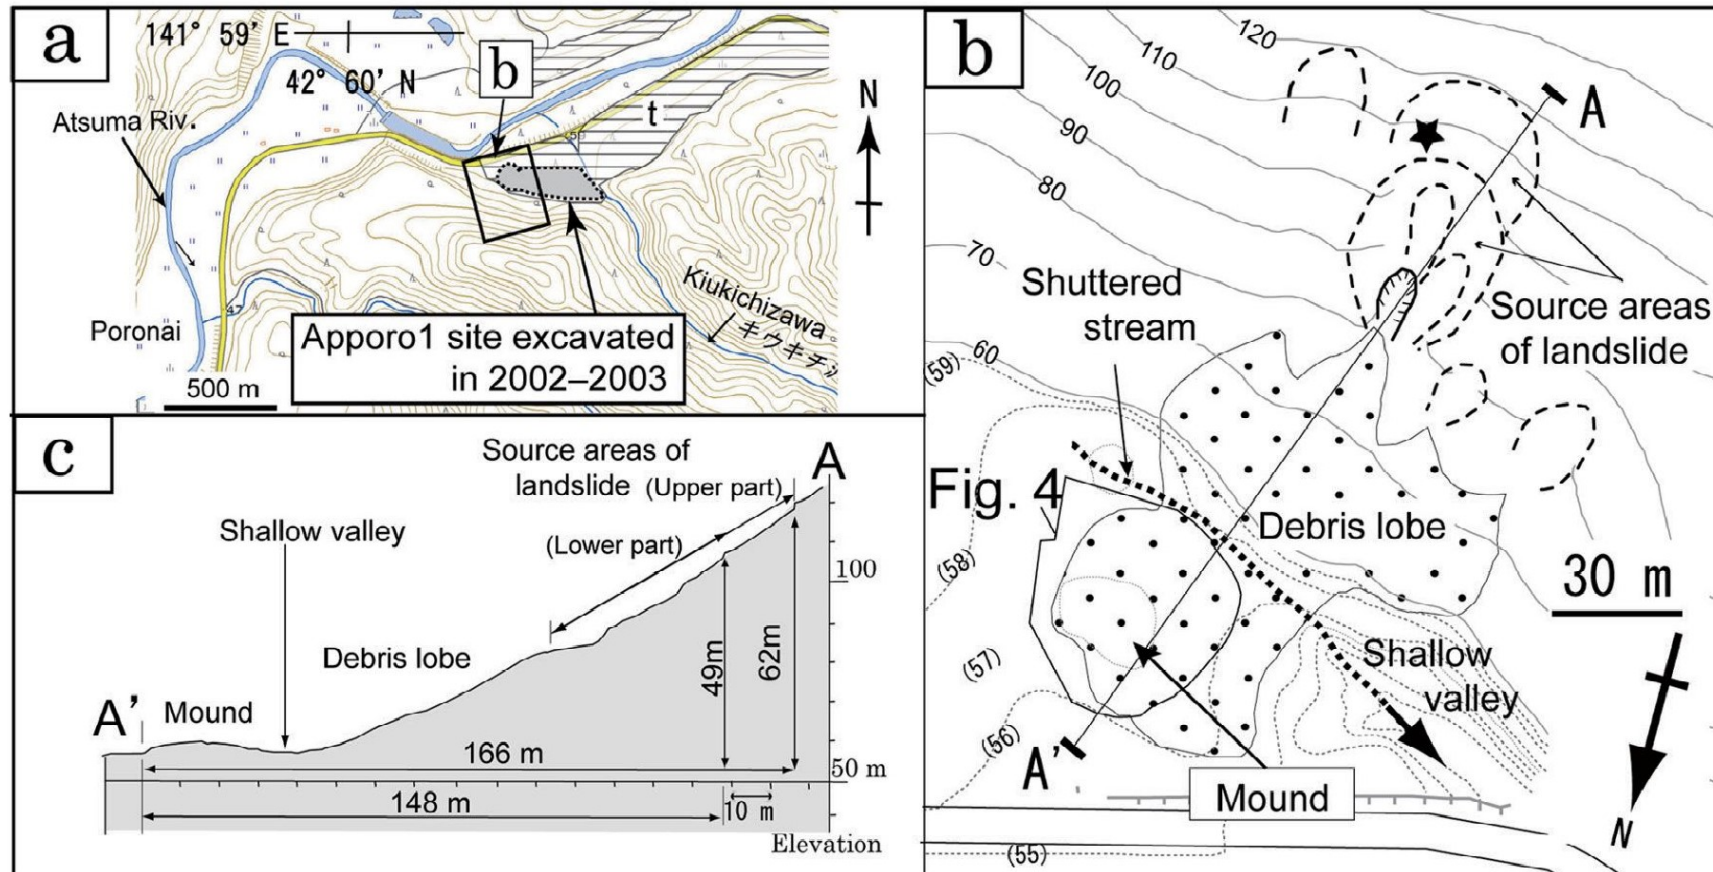 a
141° 59′ E
42° 60′ N
b
N
Atsuma Riv.
t
59
Kiukichizawa
キウキチ
47
Poronai
Apporo1 site excavated
in 2002–2003
500 m
b
120
110
100
90
80
70
60
(59)
(58)
(57)
(56)
(55)
A
Source areas
of landslide
Shuttered
stream
Fig. 4
Debris lobe
30 m
Shallow
valley
A'
Mound
N
c
Source areas of
landslide (Upper part)
A
Shallow valley
(Lower part)
100
Debris lobe
49m
62m
A'
Mound
166 m
50 m
148 m
10 m
Elevation